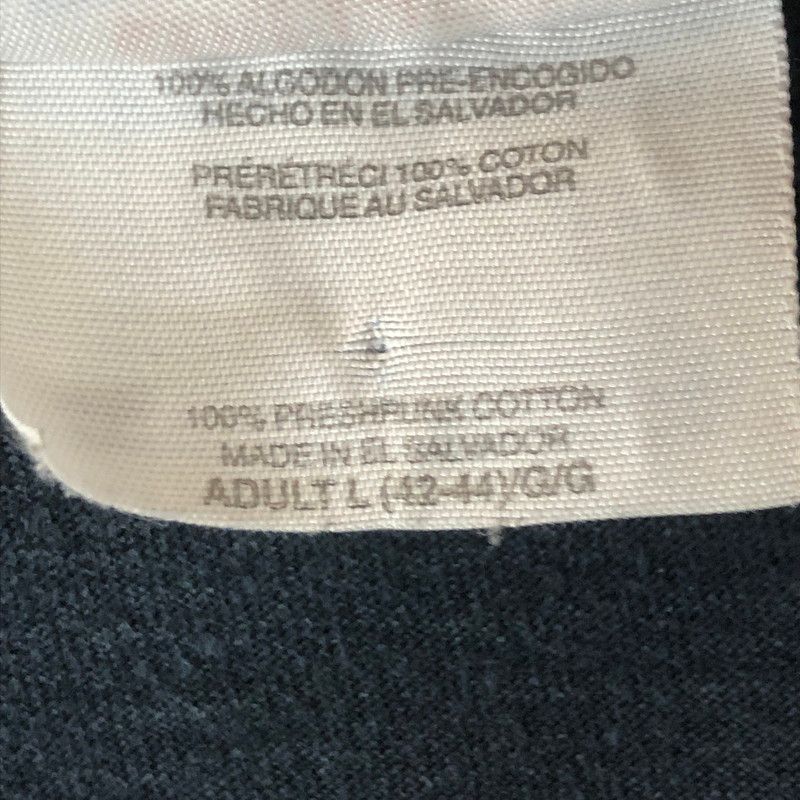 100% ALGODON PRE-ENCOGIDO
HECHO EN EL SALVADOR
PRÉRÉTRÉCI 100% COTON
FABRIQUE AU SALVADOR
100% PRESHRUNK COTTON
MADE IN EL SALVADOR
ADULT L (42-44)/G/G